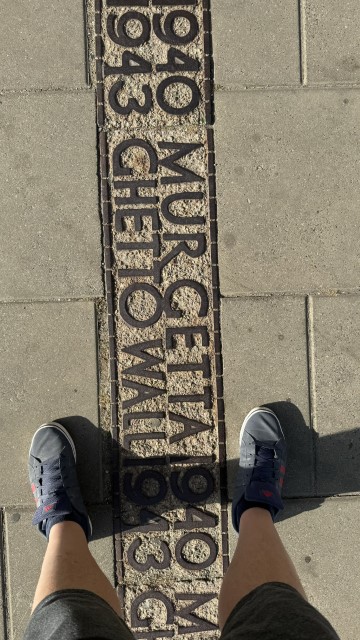 1940 MUR GETTA 1940 M
1943 GHETTO WALL 1943 G